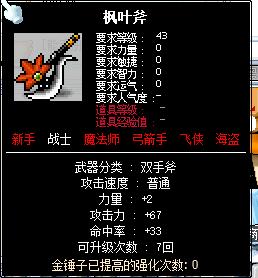 枫叶斧
要求等级: 43
要求力量: 0
要求敏捷: 0
要求智力: 0
要求运气: 0
要求人气度: -
道具等级: -
道具经验值: -
新手 战士 魔法师 弓箭手 飞侠 海盗
武器分类 : 双手斧
攻击速度 : 普通
力量 : +2
攻击力 : +67
命中率 : +33
可升级次数 : 7回
金锤子已提高的强化次数: 0